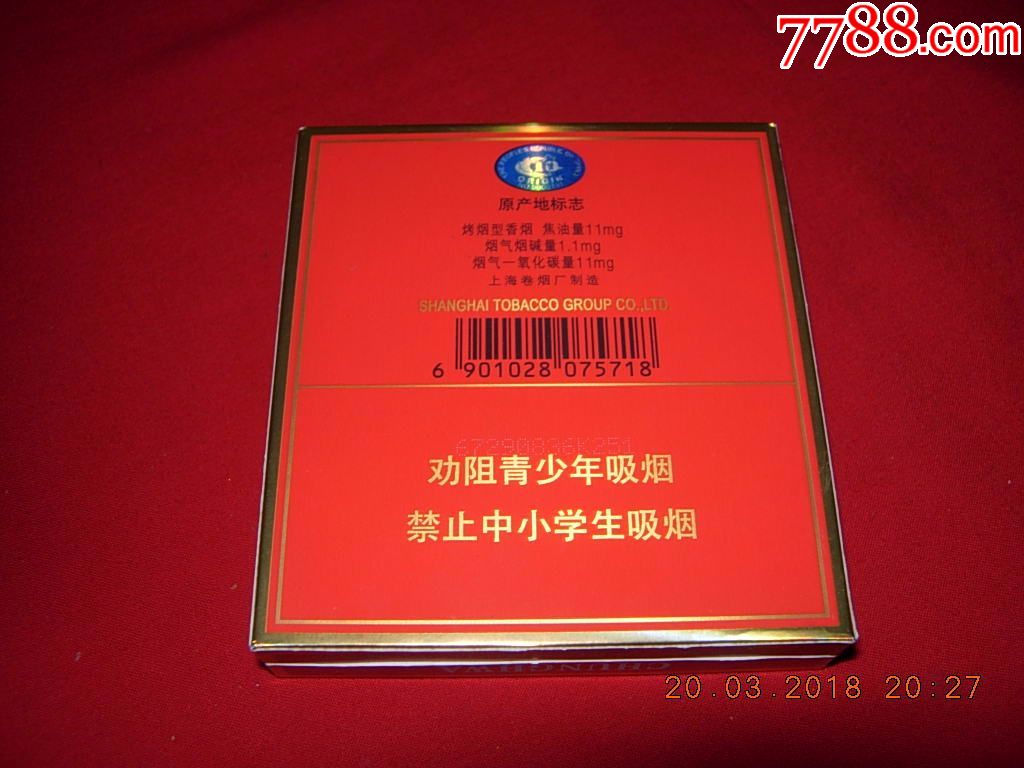 7788.com
ORIGIN
原产地标志
烤烟型香烟 焦油量11mg
烟气烟碱量1.1mg
烟气一氧化碳量11mg
上海卷烟厂制造
SHANGHAI TOBACCO GROUP CO.,LTD.
6 901028 075718
劝阻青少年吸烟
禁止中小学生吸烟
CHUNGHWA
20.03.2018 20:27